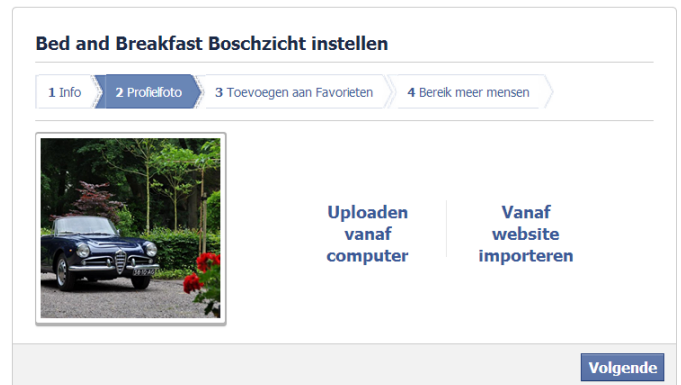 Bed and Breakfast Boschzicht instellen
1 Info
2 Profielfoto
3 Toevoegen aan Favorieten
4 Bereik meer mensen
Uploaden
vanaf
computer
Vanaf
website
importeren
Volgende